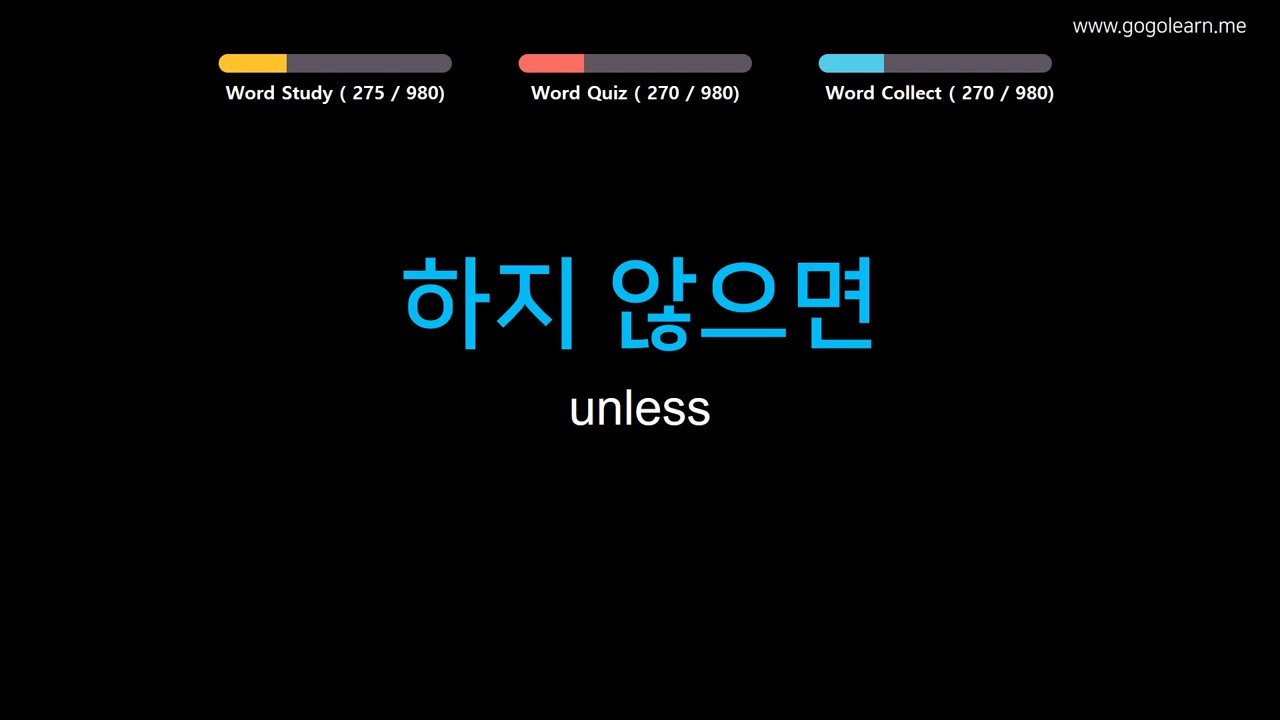 www.gogolearn.me
Word Study ( 275 / 980)
Word Quiz ( 270 / 980)
Word Collect ( 270 / 980)
하지 않으면
unless